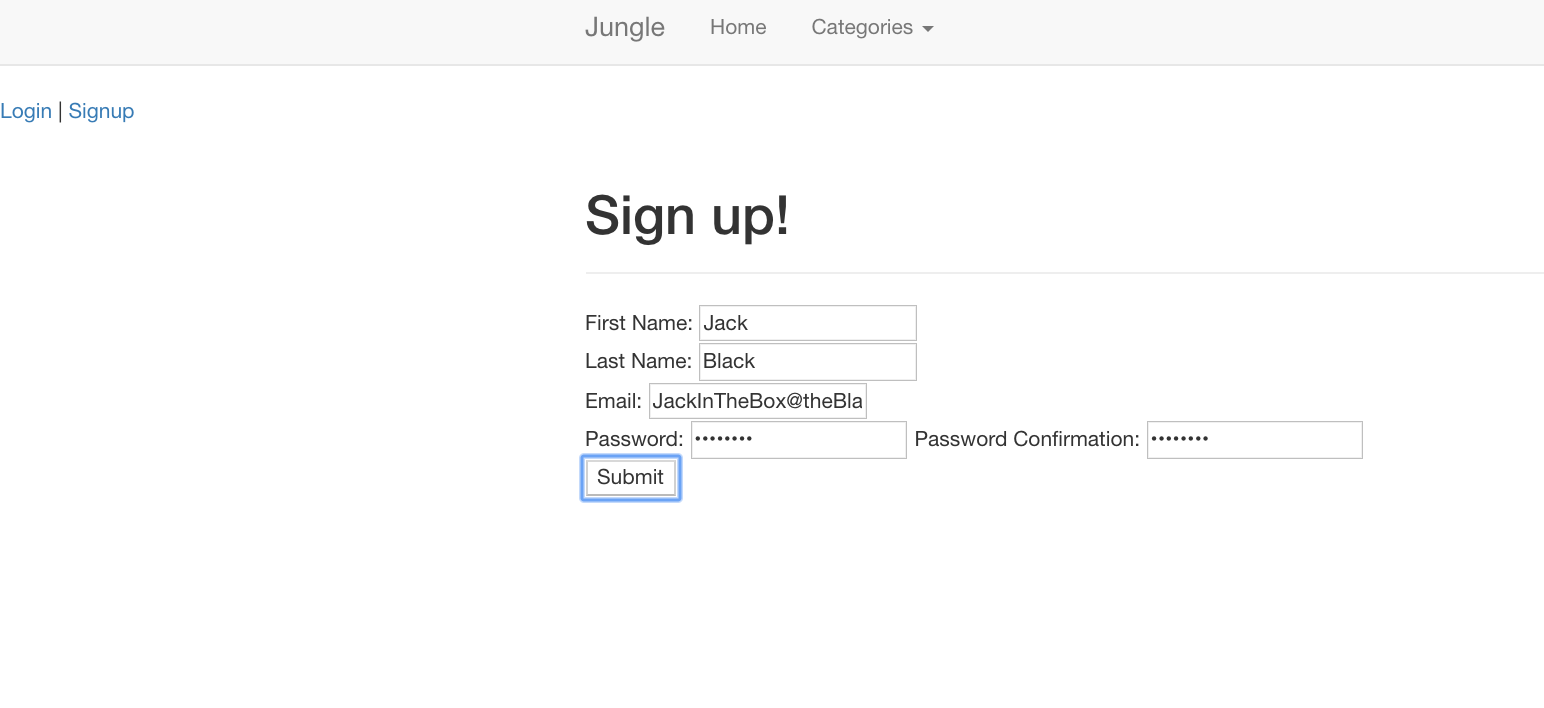 Jungle Home Categories
Login | Signup
Sign up!
First Name: Jack
Last Name: Black
Email: JackInTheBox@theBla
Password: •••••••• Password Confirmation: ••••••••
Submit